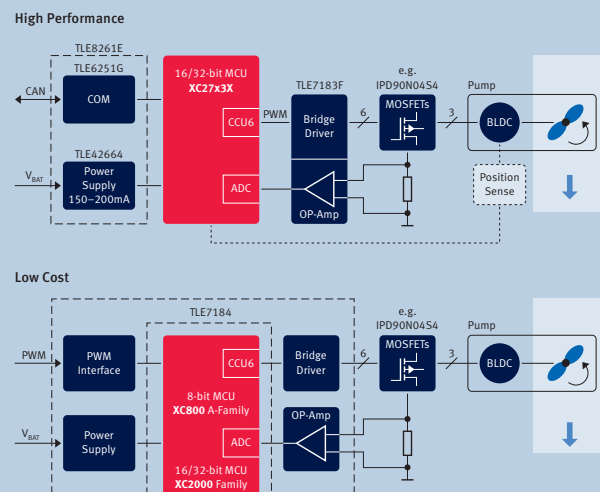 High Performance
TLE8261E
TLE6251G
CAN
COM
TLE42664
V_BAT
Power
Supply
150–200mA
16/32-bit MCU
XC27x3X
CCU6
ADC
PWM
TLE7183F
Bridge
Driver
OP-Amp
6
e.g.
IPD90N04S4
MOSFETs
3
Pump
BLDC
Position
Sense
Low Cost
TLE7184
PWM
PWM
Interface
V_BAT
Power
Supply
CCU6
8-bit MCU
XC800 A-Family
ADC
16/32-bit MCU
XC2000 Family
Bridge
Driver
OP-Amp
6
e.g.
IPD90N04S4
MOSFETs
3
Pump
BLDC